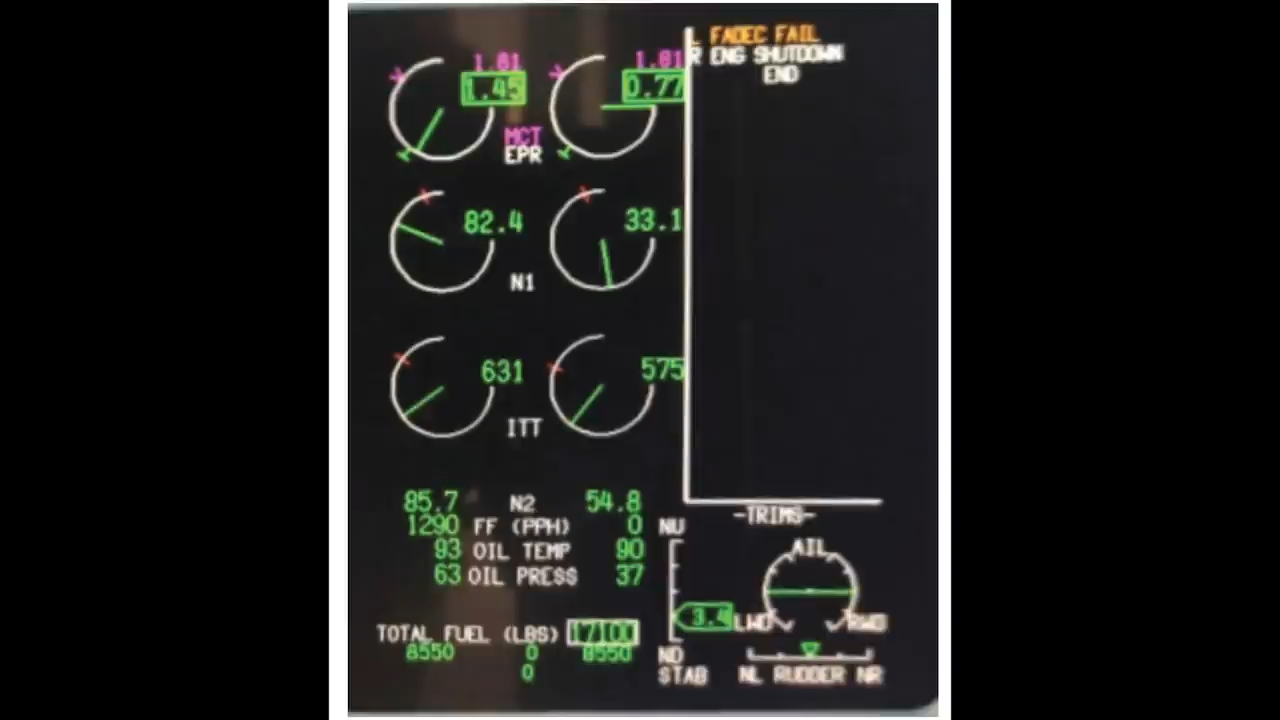 L FADEC FAIL
R ENG SHUTDOWN
END
1.81 1.81
1.45 0.77
MCT
EPR
82.4 33.1
N1
631 575
ITT
85.7 N2 54.8
1290 FF (PPH) 0
93 OIL TEMP 90
63 OIL PRESS 37
TOTAL FUEL (LBS) 17100
8550 0 8550
0
-TRIMS-
NU
AIL
3.4
LWD RWD
ND
STAB
NL RUDDER NR